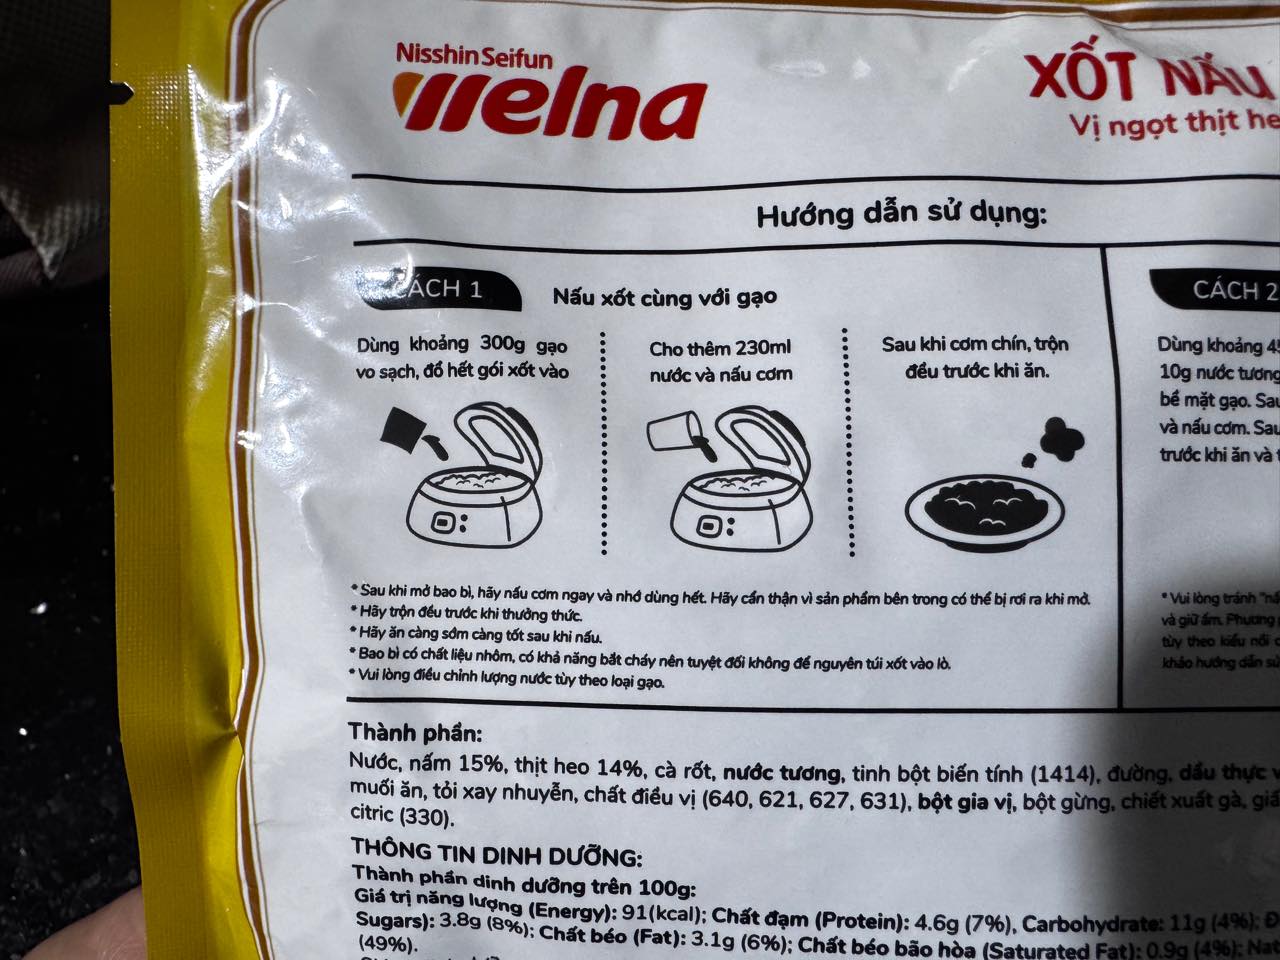 Nisshin Seifun
Welna
XỐT NẤU
Vị ngọt thịt he
Hướng dẫn sử dụng:
CÁCH 1
Nấu xốt cùng với gạo
Dùng khoảng 300g gạo
vo sạch, đổ hết gói xốt vào
Cho thêm 230ml
nước và nấu cơm
Sau khi cơm chín, trộn
đều trước khi ăn.
* Sau khi mở bao bì, hãy nấu cơm ngay và nhớ dùng hết. Hãy cẩn thận vì sản phẩm bên trong có thể bị rơi ra khi mở.
* Hãy trộn đều trước khi thưởng thức.
* Hãy ăn càng sớm càng tốt sau khi nấu.
* Bao bì có chất liệu nhôm, có khả năng bắt cháy nên tuyệt đối không để nguyên túi xốt vào lò.
* Vui lòng điều chỉnh lượng nước tùy theo loại gạo.
CÁCH 2
Dùng khoảng 4
10g nước tương
bề mặt gạo. Sau
và nấu cơm. Sau
trước khi ăn và
* Vui lòng tránh
và giữ ấm. Phương
tùy theo kiểu nồi
khảo hướng dẫn sử
Thành phần:
Nước, nấm 15%, thịt heo 14%, cà rốt, nước tương, tinh bột biến tính (1414), đường, dầu thực
muối ăn, tỏi xay nhuyễn, chất điều vị (640, 621, 627, 631), bột gia vị, bột gừng, chiết xuất gà, giấ
citric (330).
THÔNG TIN DINH DƯỠNG:
Thành phần dinh dưỡng trên 100g:
Giá trị năng lượng (Energy): 91(kcal); Chất đạm (Protein): 4.6g (7%), Carbohydrate: 11g (4%); Đ
Sugars): 3.8g (8%); Chất béo (Fat): 3.1g (6%); Chất béo bão hòa (Saturated Fat): 0.9g (4%); Nat
(49%).